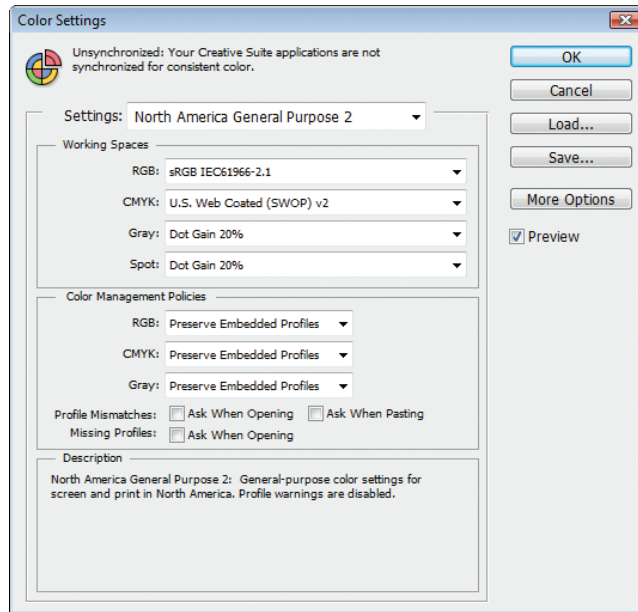 Color Settings
Unsynchronized: Your Creative Suite applications are not
synchronized for consistent color.
OK
Cancel
Load...
Save...
More Options
Preview
Settings: North America General Purpose 2
Working Spaces
RGB: sRGB IEC61966-2.1
CMYK: U.S. Web Coated (SWOP) v2
Gray: Dot Gain 20%
Spot: Dot Gain 20%
Color Management Policies
RGB: Preserve Embedded Profiles
CMYK: Preserve Embedded Profiles
Gray: Preserve Embedded Profiles
Profile Mismatches: Ask When Opening Ask When Pasting
Missing Profiles: Ask When Opening
Description
North America General Purpose 2: General-purpose color settings for
screen and print in North America. Profile warnings are disabled.